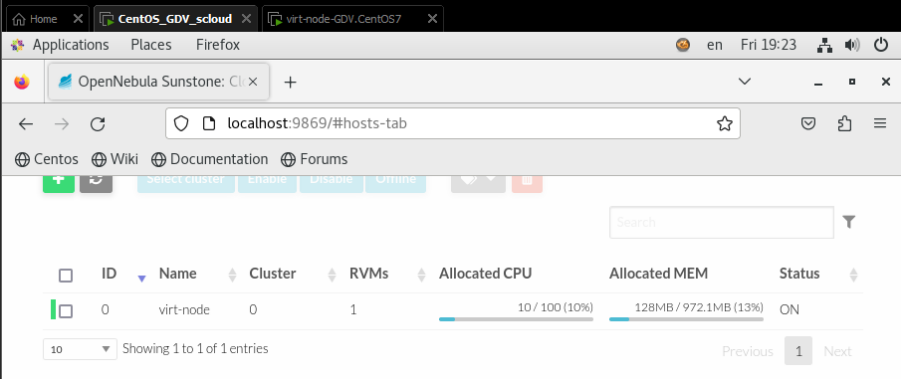 Home CentOS_GDV_scloud virt-node-GDV.CentOS7
Applications Places Firefox en Fri 19:23
OpenNebula Sunstone: Cl
localhost:9869/#hosts-tab
Centos Wiki Documentation Forums
Select cluster Enable Disable Offline
Search
ID Name Cluster RVMs Allocated CPU Allocated MEM Status
0 virt-node 0 1 10 / 100 (10%) 128MB / 972.1MB (13%) ON
10 Showing 1 to 1 of 1 entries Previous 1 Next